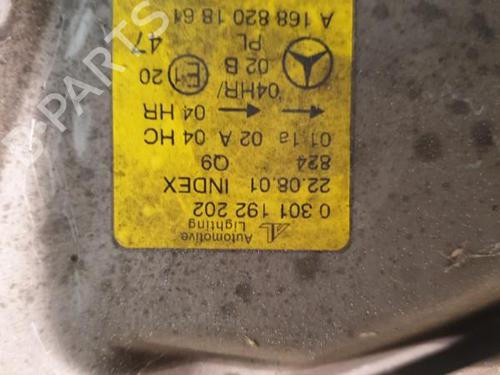 Automotive
Lighting
0 301 192 202
22.08.01 INDEX
824 Q9
01 1a 02 A 04 HC
04 HR
04HR/
02 B
PL
E1 20
47
A 168 820 18 61
B-PARTS